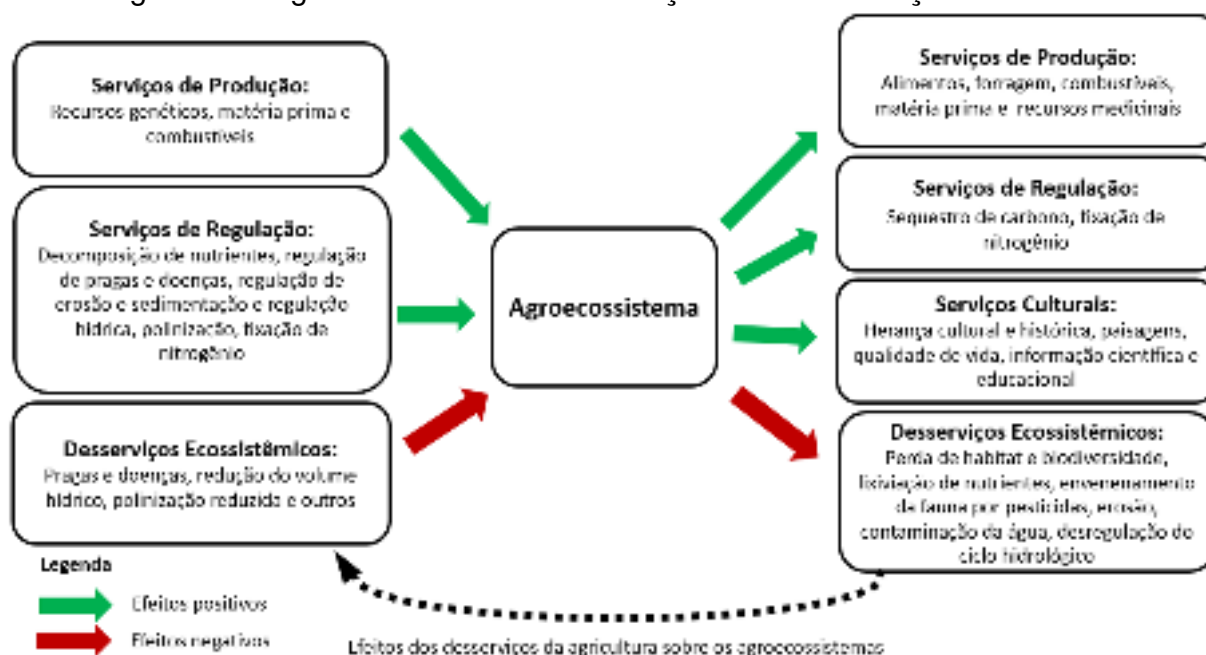 Serviços de Produção:
Recursos genéticos, matéria prima e
combustíveis
Serviços de Regulação:
Decomposição de nutrientes, regulação
de pragas e doenças, regulação de
erosão e sedimentação e regulação
hídrica, polinização, fixação de
nitrogênio
Desserviços Ecossistêmicos:
Pragas e doenças, redução do volume
hídrico, polinização reduzida e outros
Agroecossistema
Serviços de Produção:
Alimentos, forragem, combustíveis,
matéria prima e recursos medicinais
Serviços de Regulação:
Sequestro de carbono, fixação de
nitrogênio
Serviços Culturais:
Herança cultural e histórica, paisagens,
qualidade de vida, informação científica e
educacional
Desserviços Ecossistêmicos:
Perda de habitat e biodiversidade,
lixiviação de nutrientes, envenenamento
da fauna por pesticidas, erosão,
contaminação da água, desregulação do
ciclo hidrológico
Legenda
Efeitos positivos
Efeitos negativos
Efeitos dos desserviços da agricultura sobre os agroecossistemas